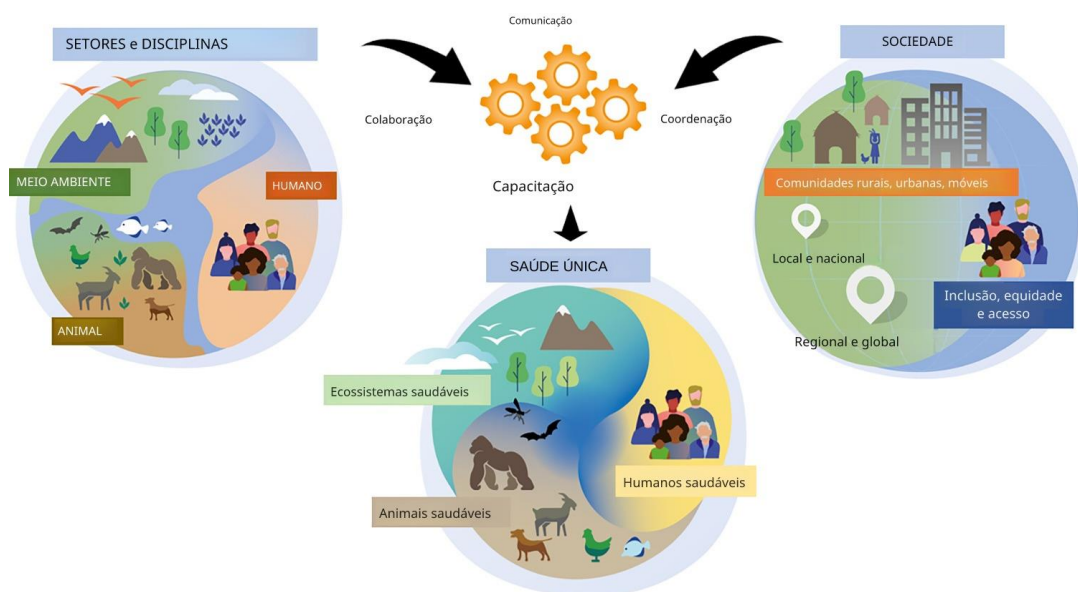 Comunicação
SETORES e DISCIPLINAS
SOCIEDADE
Colaboração
Coordenação
MEIO AMBIENTE
HUMANO
Capacitação
Comunidades rurais, urbanas, móveis
Local e nacional
SAÚDE ÚNICA
Inclusão, equidade
e acesso
ANIMAL
Regional e global
Ecossistemas saudáveis
Humanos saudáveis
Animais saudáveis